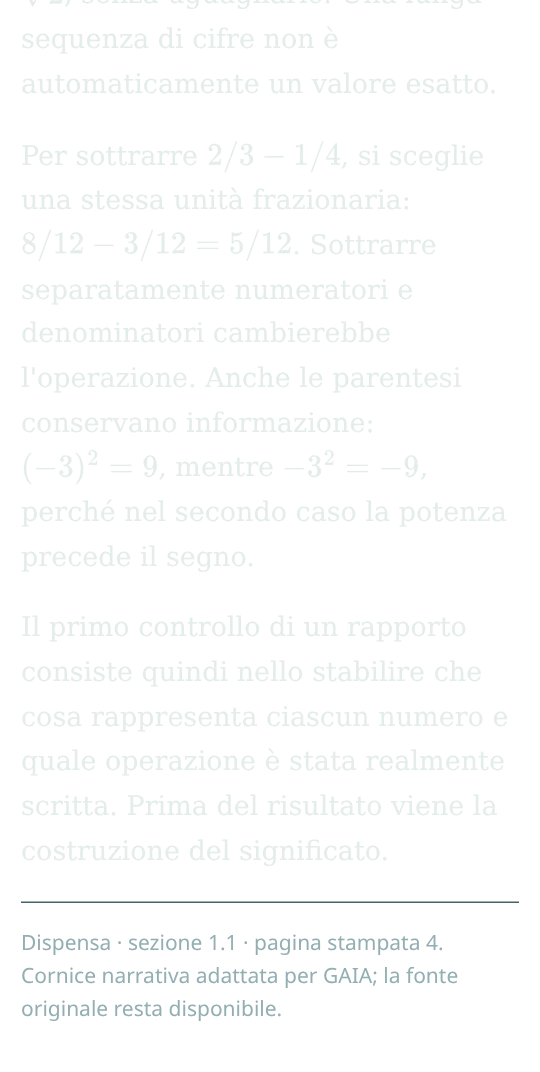 sequenza di cifre non è
automaticamente un valore esatto.
Per sottrarre 2/3 − 1/4, si sceglie
una stessa unità frazionaria:
8/12 − 3/12 = 5/12. Sottrarre
separatamente numeratori e
denominatori cambierebbe
l'operazione. Anche le parentesi
conservano informazione:
(−3)² = 9, mentre −3² = −9,
perché nel secondo caso la potenza
precede il segno.
Il primo controllo di un rapporto
consiste quindi nello stabilire che
cosa rappresenta ciascun numero e
quale operazione è stata realmente
scritta. Prima del risultato viene la
costruzione del significato.
Dispensa · sezione 1.1 · pagina stampata 4.
Cornice narrativa adattata per GAIA; la fonte
originale resta disponibile.